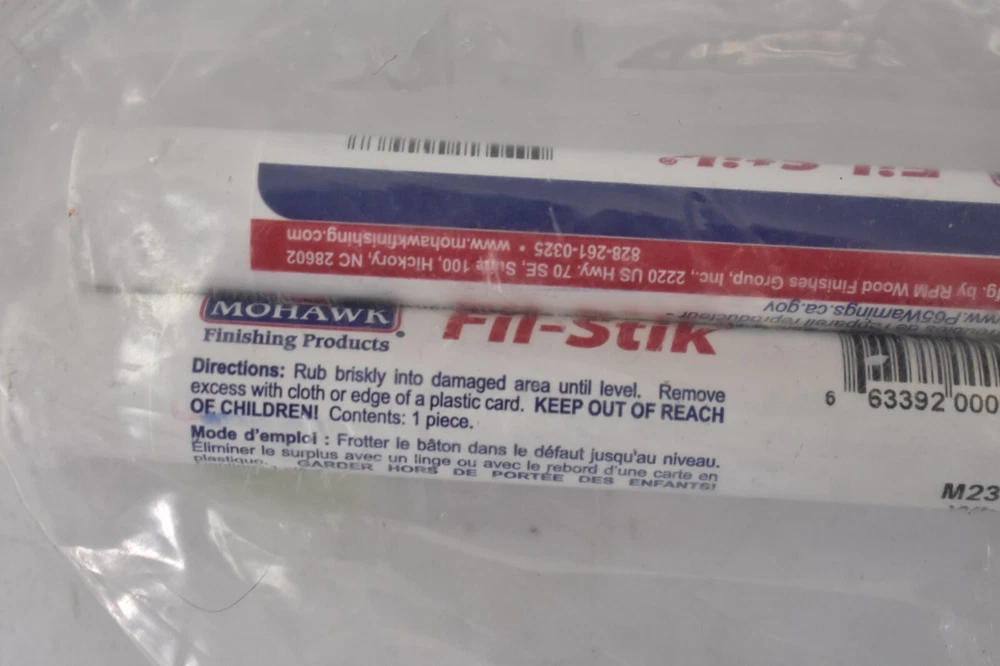 Fil-Stik®
828-261-0325 • www.mohawkfinishing.com
fg. by RPM Wood Finishes Group, Inc., 2220 US Hwy. 70 SE, Suite 100, Hickory, NC 28602
www.P65Warnings.ca.gov
MOHAWK Fil-Stik
Finishing Products
Directions: Rub briskly into damaged area until level. Remove
excess with cloth or edge of a plastic card. KEEP OUT OF REACH
OF CHILDREN! Contents: 1 piece.
Mode d'emploi : Frotter le bâton dans le défaut jusqu'au niveau.
Éliminer le surplus avec un linge ou avec le rebord d'une carte en
plastique. GARDER HORS DE PORTÉE DES ENFANTS!
6 63392 000
M23